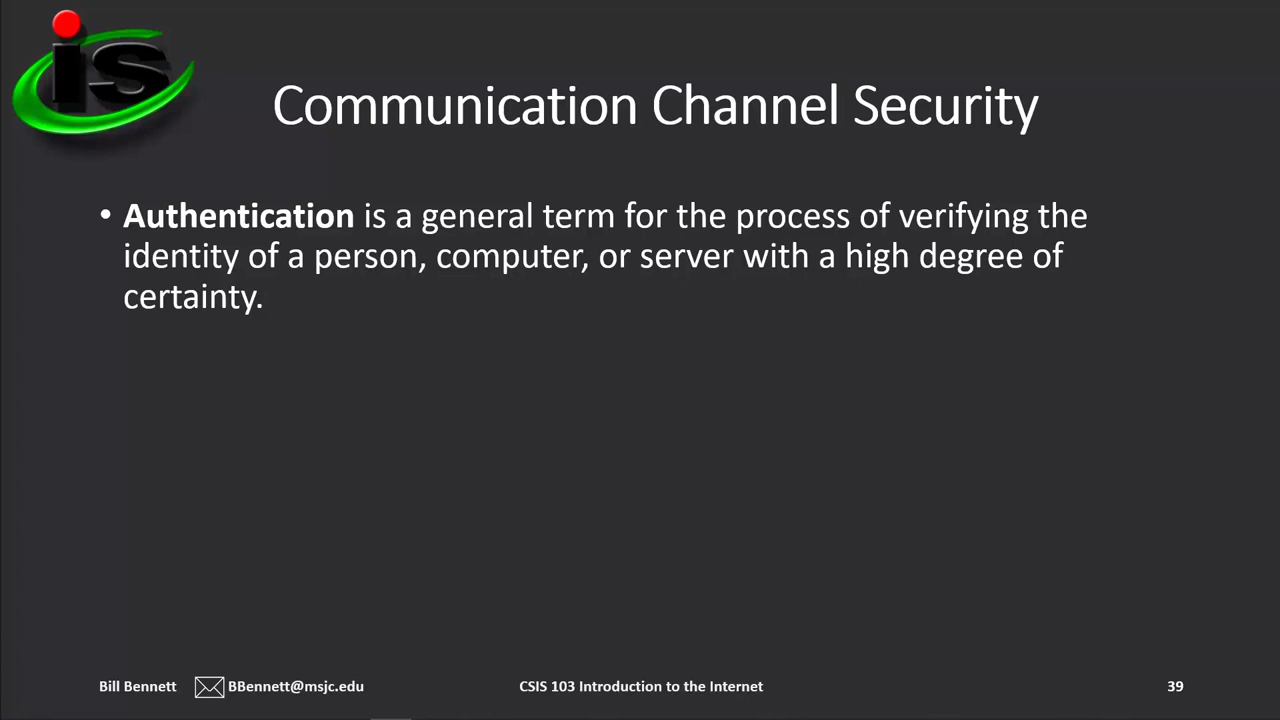 is
Communication Channel Security
• Authentication is a general term for the process of verifying the
identity of a person, computer, or server with a high degree of
certainty.
Bill Bennett BBennett@msjc.edu CSIS 103 Introduction to the Internet 39